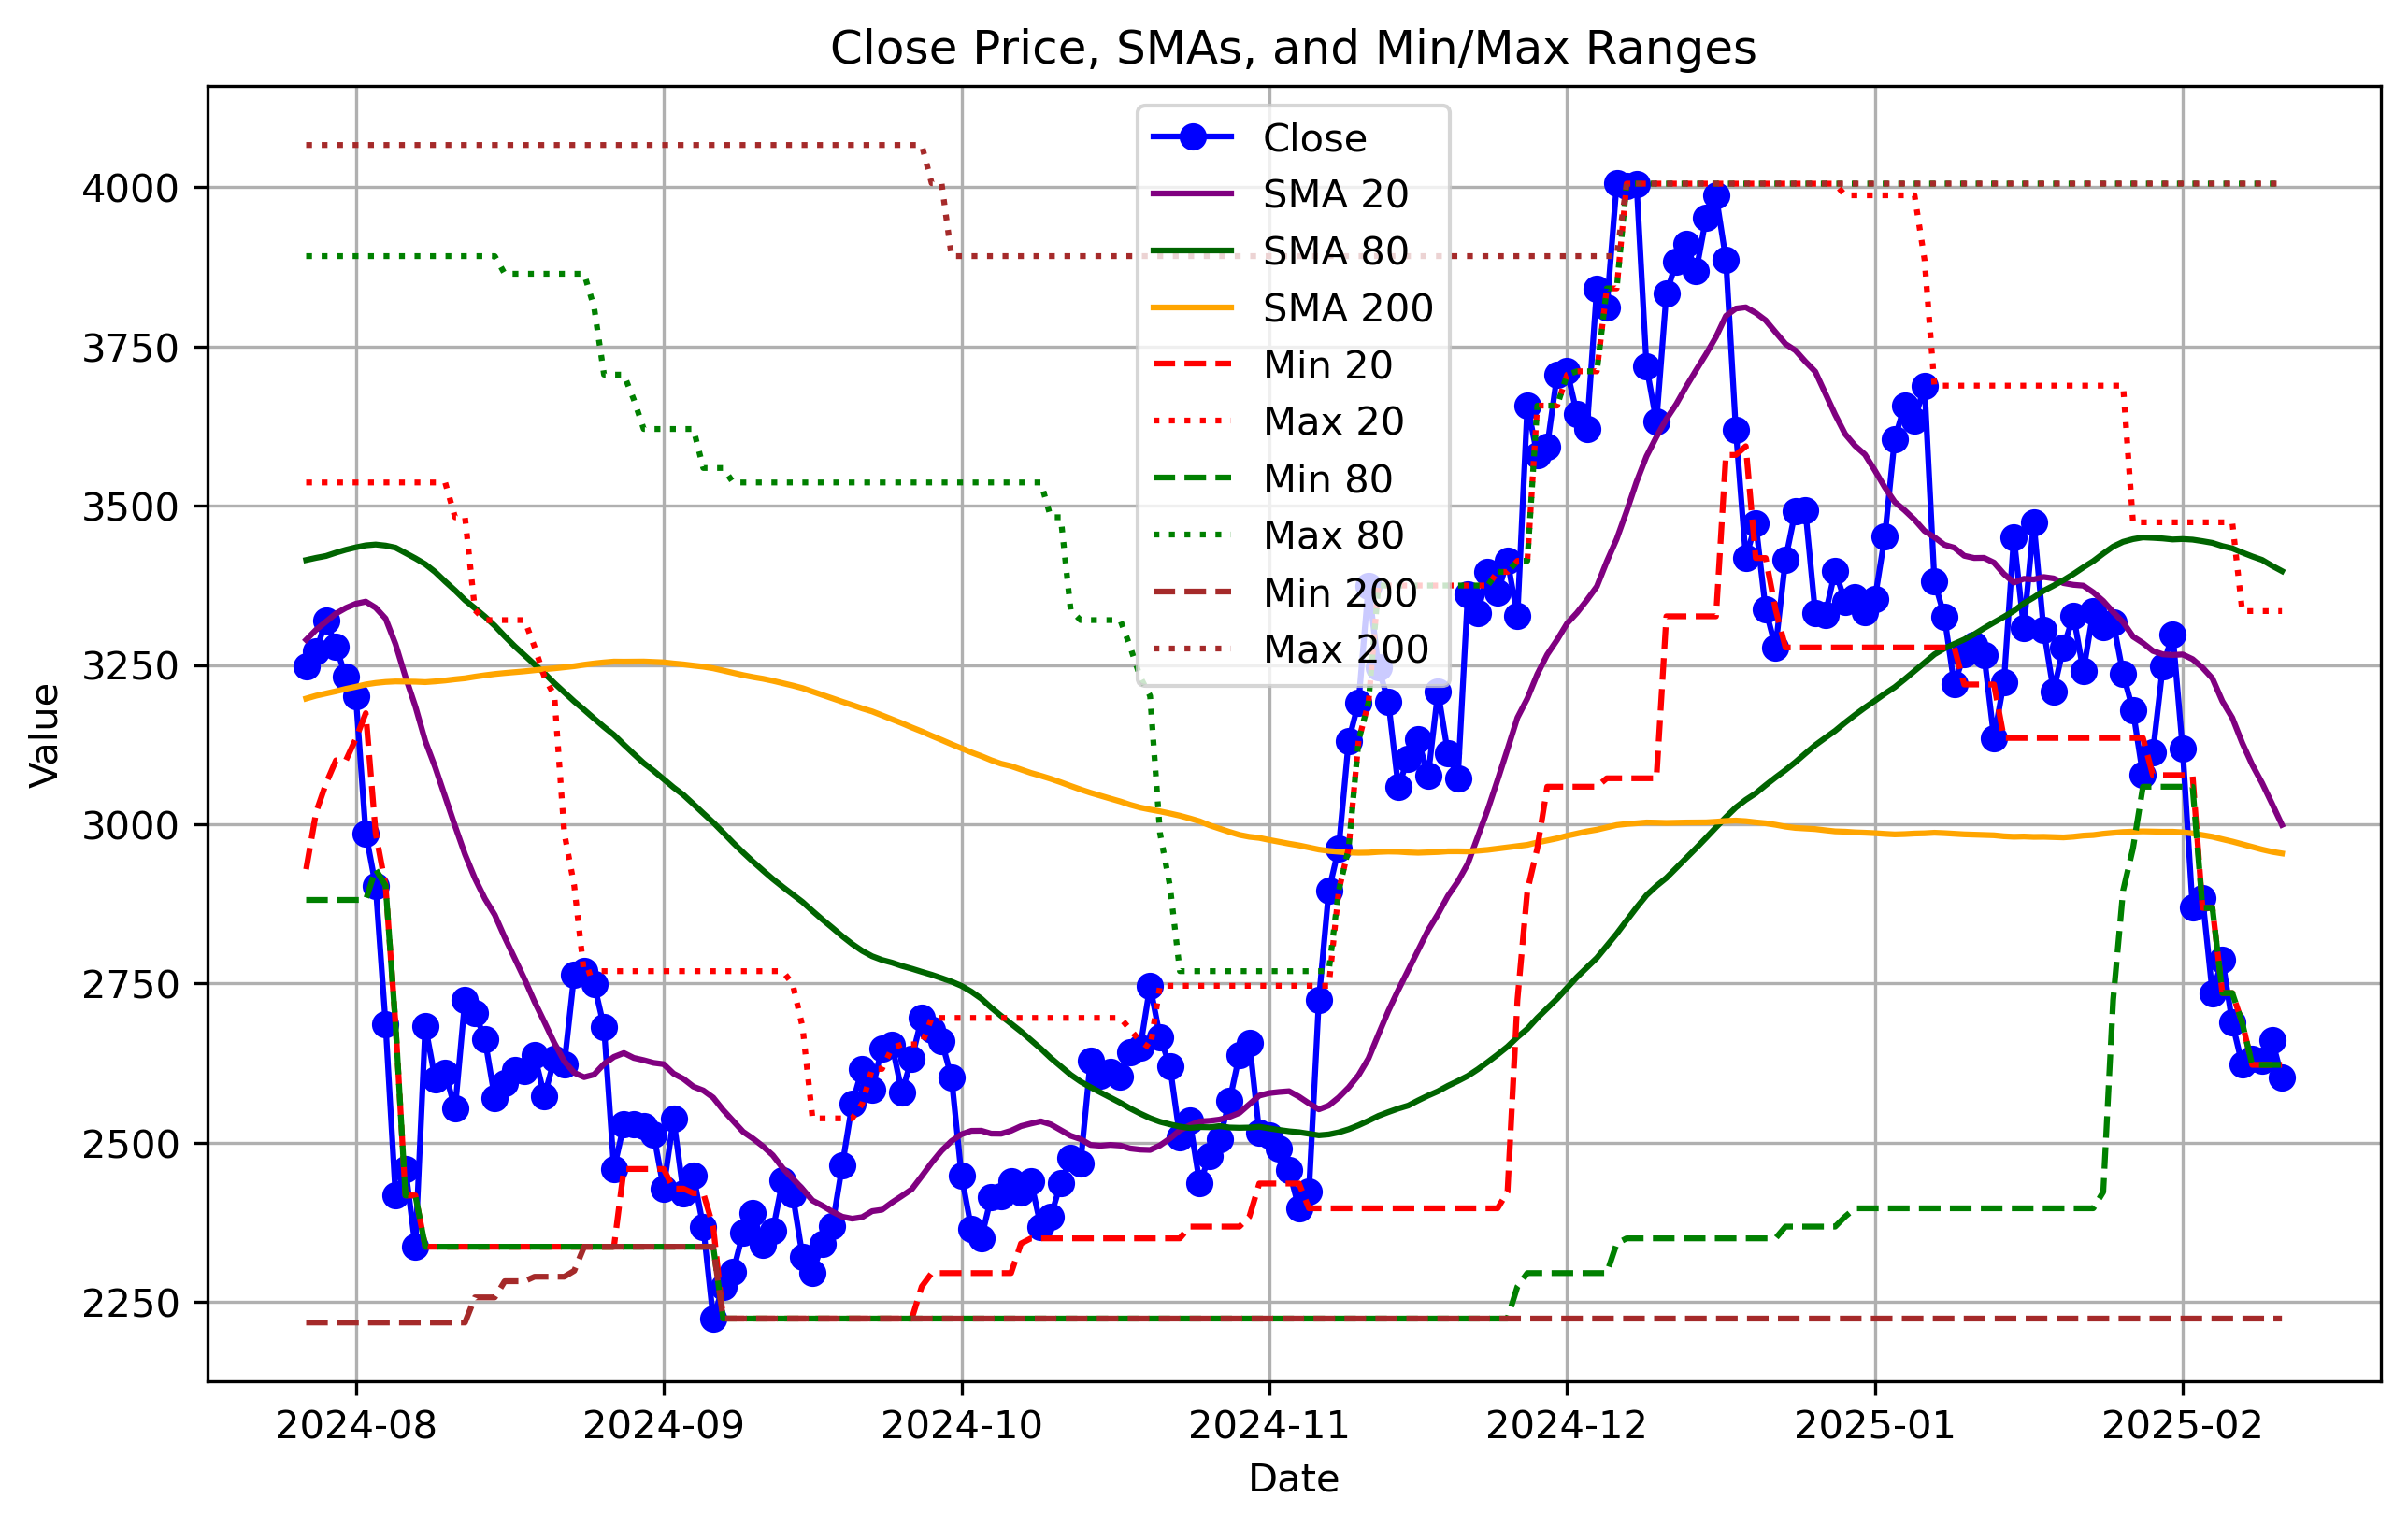 Close Price, SMAs, and Min/Max Ranges
Close
SMA 20
SMA 80
SMA 200
Min 20
Max 20
Min 80
Max 80
Min 200
Max 200
4000
3750
3500
3250
3000
2750
2500
2250
Value
2024-08 2024-09 2024-10 2024-11 2024-12 2025-01 2025-02
Date